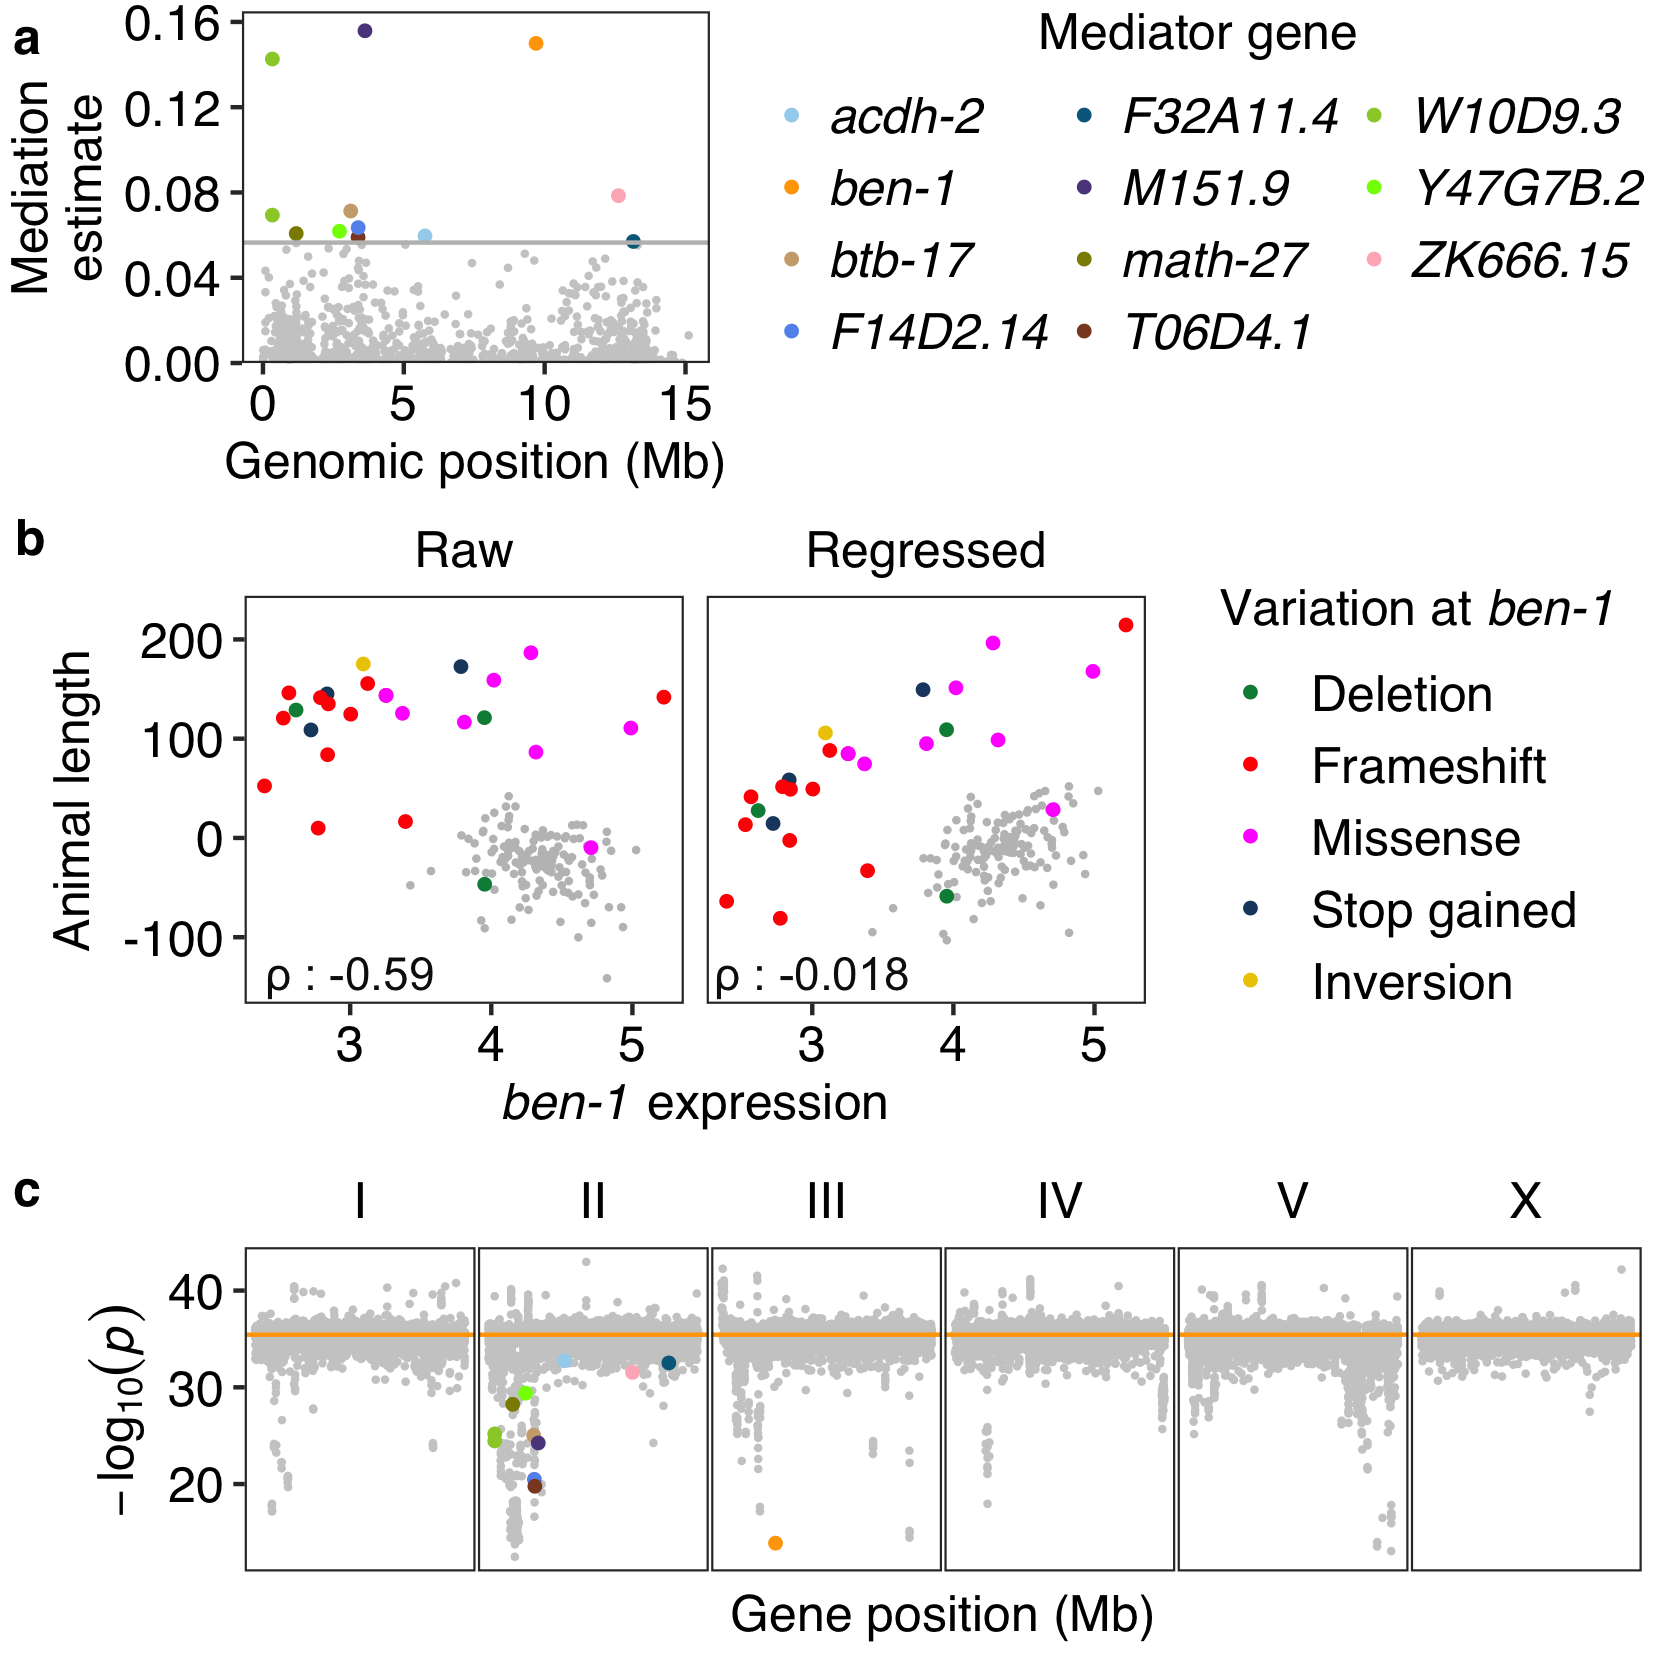 a
Mediation
estimate
0.16
0.12
0.08
0.04
0.00
0
5
10
15
Genomic position (Mb)
Mediator gene
acdh-2
F32A11.4
W10D9.3
ben-1
M151.9
Y47G7B.2
btb-17
math-27
ZK666.15
F14D2.14
T06D4.1
b
Raw
Regressed
Animal length
200
100
0
-100
ρ : -0.59
ρ : -0.018
3
4
5
3
4
5
ben-1 expression
Variation at ben-1
Deletion
Frameshift
Missense
Stop gained
Inversion
c
I
II
III
IV
V
X
−log10(p)
40
30
20
Gene position (Mb)